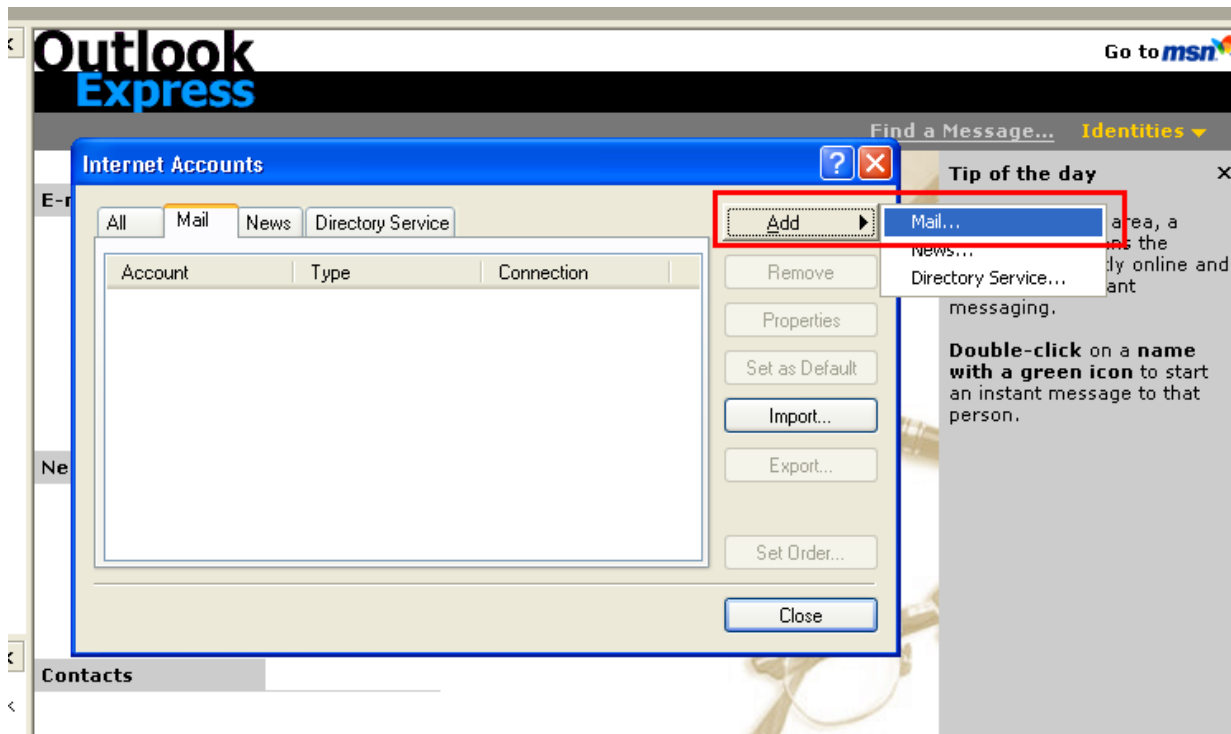 Outlook
Express
Go to msn
Find a Message... Identities
Internet Accounts
All Mail News Directory Service
Account Type Connection
Add
Remove
Properties
Set as Default
Import...
Export...
Set Order...
Close
Mail...
News...
Directory Service...
Tip of the day
area, a
the
online and
messaging.
Double-click on a name
with a green icon to start
an instant message to that
person.
Contacts